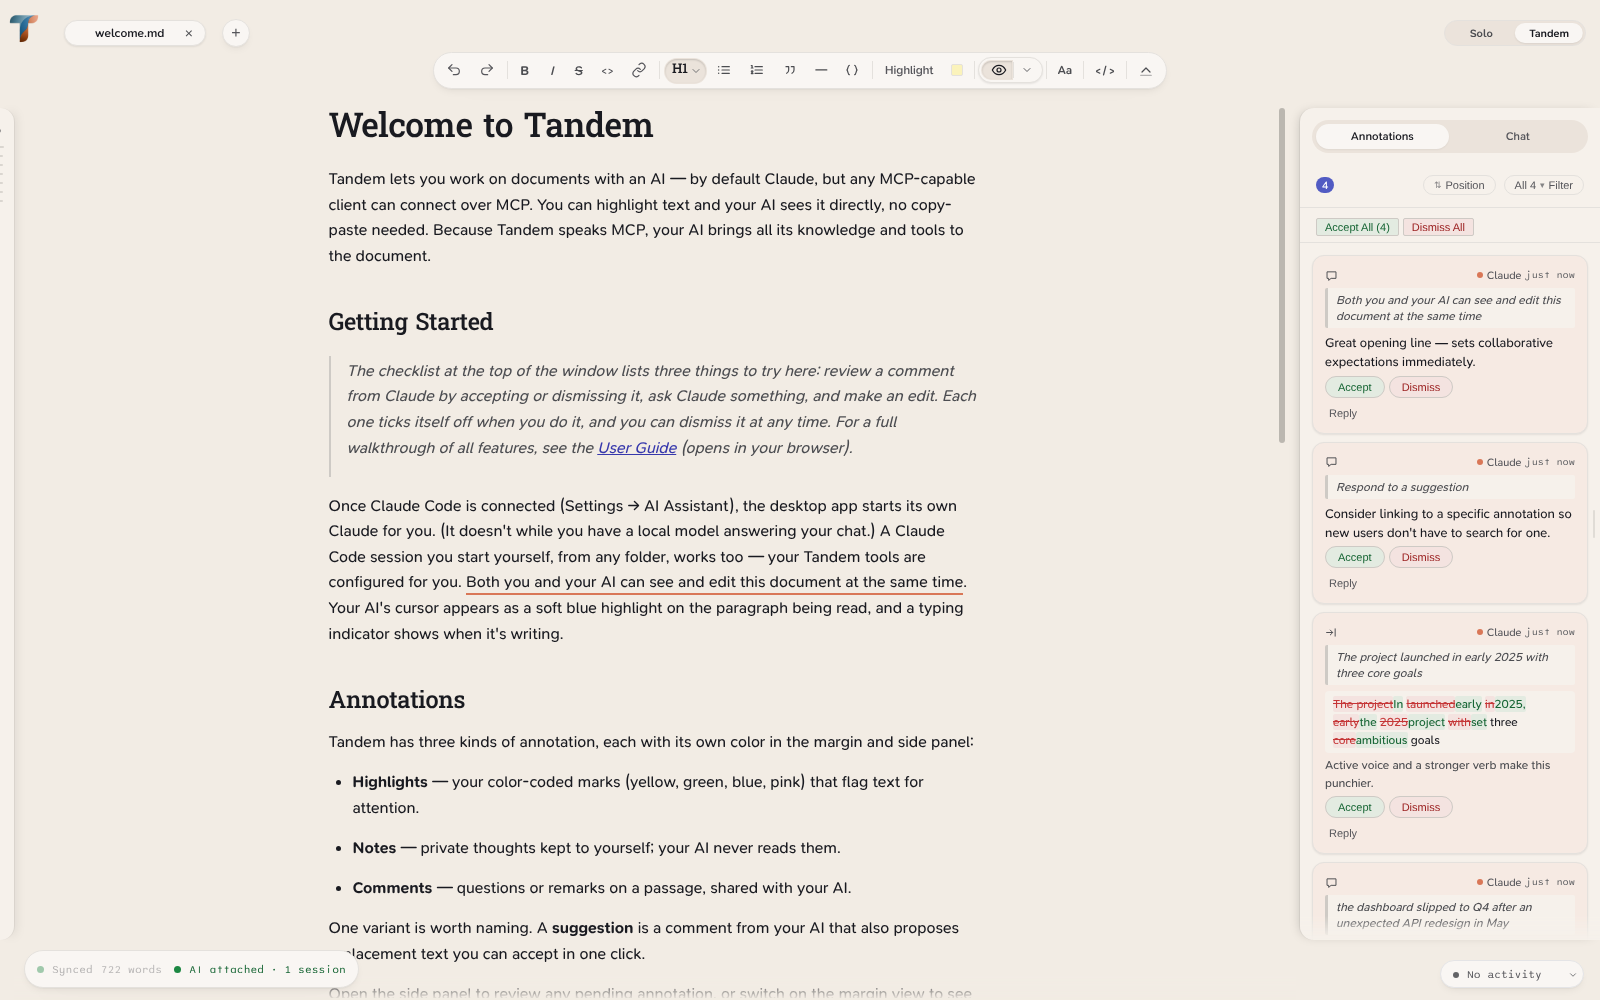 T
welcome.md ×
+
Solo Tandem
B I S <> H1 Highlight Aa </>
Welcome to Tandem
Tandem lets you work on documents with an AI — by default Claude, but any MCP-capable
client can connect over MCP. You can highlight text and your AI sees it directly, no copy-
paste needed. Because Tandem speaks MCP, your AI brings all its knowledge and tools to
the document.
Getting Started
The checklist at the top of the window lists three things to try here: review a comment
from Claude by accepting or dismissing it, ask Claude something, and make an edit. Each
one ticks itself off when you do it, and you can dismiss it at any time. For a full
walkthrough of all features, see the User Guide (opens in your browser).
Once Claude Code is connected (Settings → AI Assistant), the desktop app starts its own
Claude for you. (It doesn't while you have a local model answering your chat.) A Claude
Code session you start yourself, from any folder, works too — your Tandem tools are
configured for you. Both you and your AI can see and edit this document at the same time.
Your AI's cursor appears as a soft blue highlight on the paragraph being read, and a typing
indicator shows when it's writing.
Annotations
Tandem has three kinds of annotation, each with its own color in the margin and side panel:
• Highlights — your color-coded marks (yellow, green, blue, pink) that flag text for
attention.
• Notes — private thoughts kept to yourself; your AI never reads them.
• Comments — questions or remarks on a passage, shared with your AI.
One variant is worth naming. A suggestion is a comment from your AI that also proposes
placement text you can accept in one click.
Open the side panel to review any pending annotation, or switch on the margin view to see
Synced 722 words AI attached · 1 session
Annotations Chat
4 Position All 4 Filter
Accept All (4) Dismiss All
Claude just now
Both you and your AI can see and edit this
document at the same time
Great opening line — sets collaborative
expectations immediately.
Accept Dismiss
Reply
Claude just now
Respond to a suggestion
Consider linking to a specific annotation so
new users don't have to search for one.
Accept Dismiss
Reply
Claude just now
The project launched in early 2025 with
three core goals
The projectIn launchedearly in2025,
earlythe 2025project withset three
coreambitious goals
Active voice and a stronger verb make this
punchier.
Accept Dismiss
Reply
Claude just now
the dashboard slipped to Q4 after an
unexpected API redesign in May
No activity